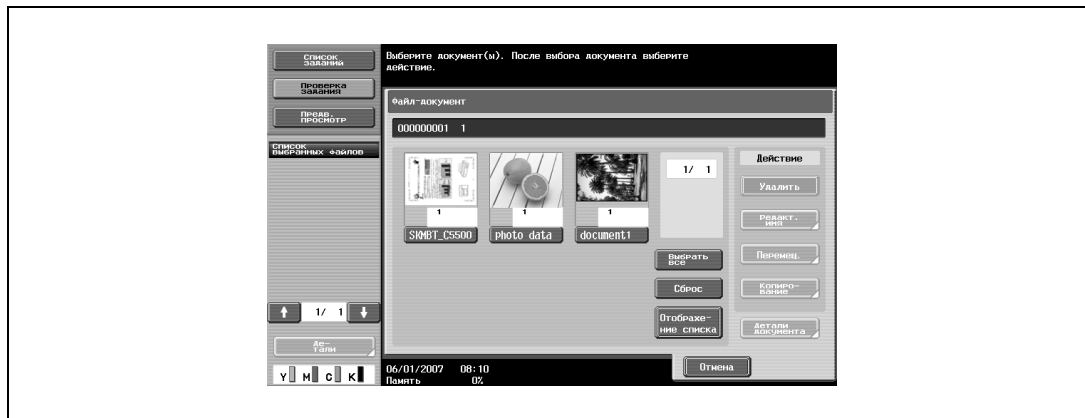 Список
заданий
Проверка
задания
Предв.
просмотр
Список
выбранных файлов
1/ 1
Де-
тали
Y M C K
Выберите документ(ы). После выбора документа выберите
действие.
Файл-документ
000000001 1
1
SKMBT_C5500
1
photo data
1
document1
1/ 1
Выбрать
все
Сброс
Отображе-
ние списка
Действие
Удалить
Редакт.
имя
Перемещ.
Копиро-
вание
Детали
документа
Отмена
06/01/2007 08:10
Память 0%